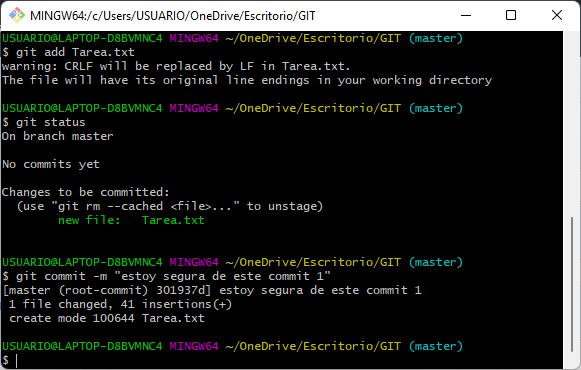 MINGW64:/c/Users/USUARIO/OneDrive/Escritorio/GIT
USUARIO@LAPTOP-D8BVMNC4 MINGW64 ~/OneDrive/Escritorio/GIT (master)
$ git add Tarea.txt
warning: CRLF will be replaced by LF in Tarea.txt.
The file will have its original line endings in your working directory
USUARIO@LAPTOP-D8BVMNC4 MINGW64 ~/OneDrive/Escritorio/GIT (master)
$ git status
On branch master
No commits yet
Changes to be committed:
(use "git rm --cached <file>..." to unstage)
new file: Tarea.txt
USUARIO@LAPTOP-D8BVMNC4 MINGW64 ~/OneDrive/Escritorio/GIT (master)
$ git commit -m "estoy segura de este commit 1"
[master (root-commit) 301937d] estoy segura de este commit 1
1 file changed, 41 insertions(+)
create mode 100644 Tarea.txt
USUARIO@LAPTOP-D8BVMNC4 MINGW64 ~/OneDrive/Escritorio/GIT (master)
$